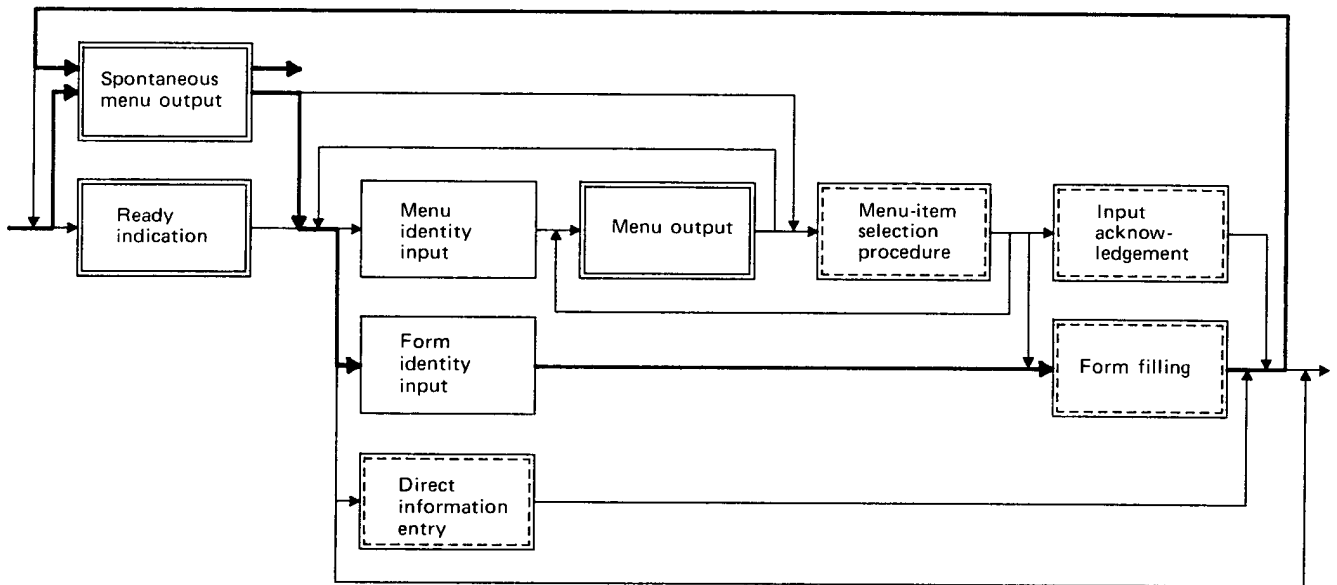 Spontaneous
menu output
Ready
indication
Menu
identity
input
Menu output
Menu-item
selection
procedure
Input
acknow-
ledgement
Form
identity
input
Form filling
Direct
information
entry